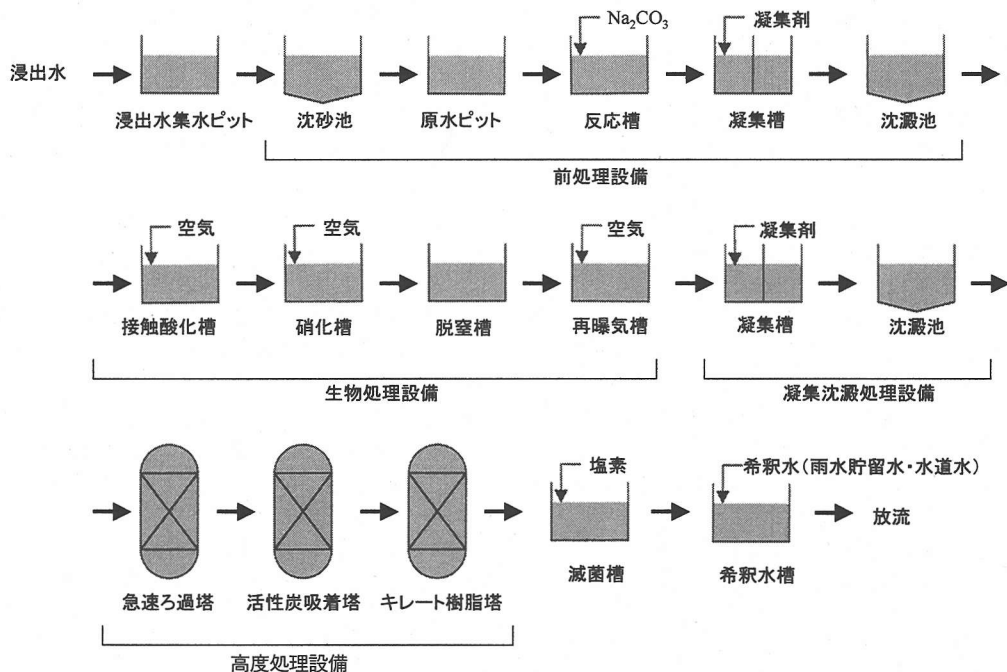 Na₂CO₃ 凝集剤
浸出水
浸出水集水ピット 沈砂池 原水ピット 反応槽 凝集槽 沈澱池
前処理設備
空気 空気 空気 凝集剤
接触酸化槽 硝化槽 脱窒槽 再曝気槽 凝集槽 沈澱池
生物処理設備 凝集沈澱処理設備
塩素 希釈水(雨水貯留水・水道水)
放流
滅菌槽 希釈水槽
急速ろ過塔 活性炭吸着塔 キレート樹脂塔
高度処理設備